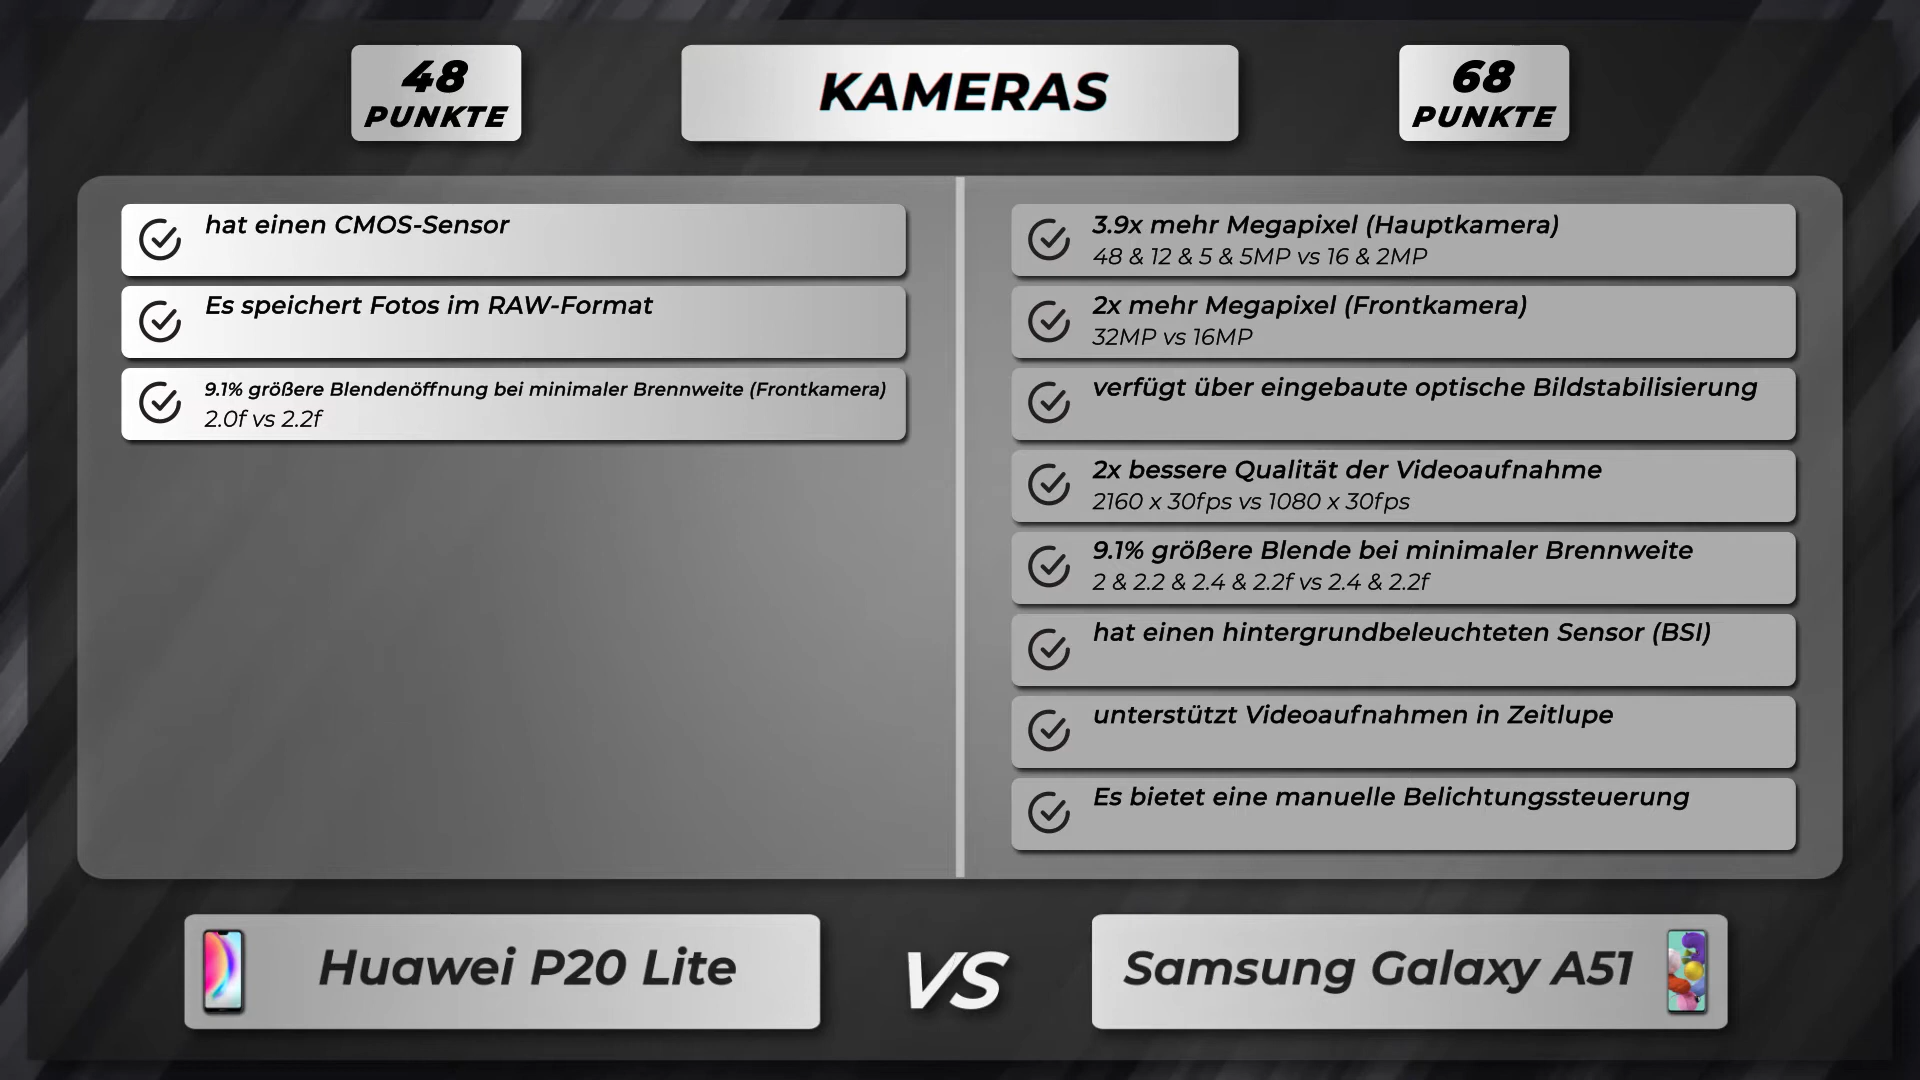 48
PUNKTE
KAMERAS
68
PUNKTE
hat einen CMOS-Sensor
Es speichert Fotos im RAW-Format
9.1% größere Blendenöffnung bei minimaler Brennweite (Frontkamera)
2.0f vs 2.2f
3.9x mehr Megapixel (Hauptkamera)
48 & 12 & 5 & 5MP vs 16 & 2MP
2x mehr Megapixel (Frontkamera)
32MP vs 16MP
verfügt über eingebaute optische Bildstabilisierung
2x bessere Qualität der Videoaufnahme
2160 x 30fps vs 1080 x 30fps
9.1% größere Blende bei minimaler Brennweite
2 & 2.2 & 2.4 & 2.2f vs 2.4 & 2.2f
hat einen hintergrundbeleuchteten Sensor (BSI)
unterstützt Videoaufnahmen in Zeitlupe
Es bietet eine manuelle Belichtungssteuerung
Huawei P20 Lite
VS
Samsung Galaxy A51